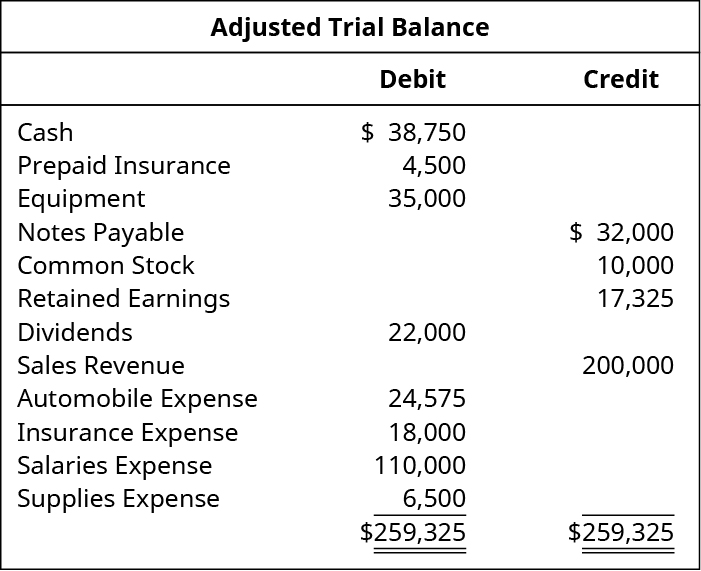 Adjusted Trial Balance
Debit Credit
Cash $ 38,750
Prepaid Insurance 4,500
Equipment 35,000
Notes Payable $ 32,000
Common Stock 10,000
Retained Earnings 17,325
Dividends 22,000
Sales Revenue 200,000
Automobile Expense 24,575
Insurance Expense 18,000
Salaries Expense 110,000
Supplies Expense 6,500
$259,325 $259,325